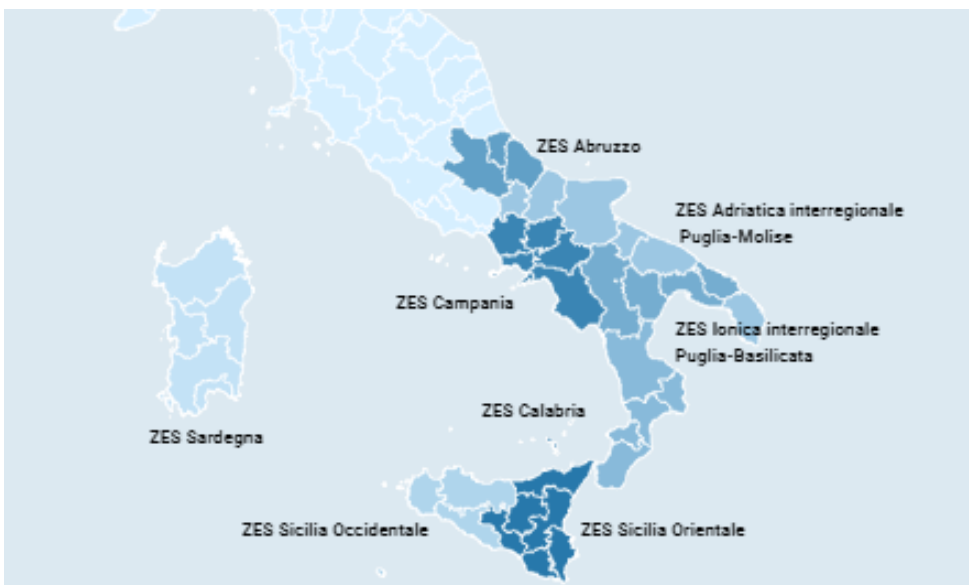 ZES Abruzzo
ZES Adriatica interregionale
Puglia-Molise
ZES Campania
ZES Ionica interregionale
Puglia-Basilicata
ZES Calabria
ZES Sardegna
ZES Sicilia Occidentale
ZES Sicilia Orientale